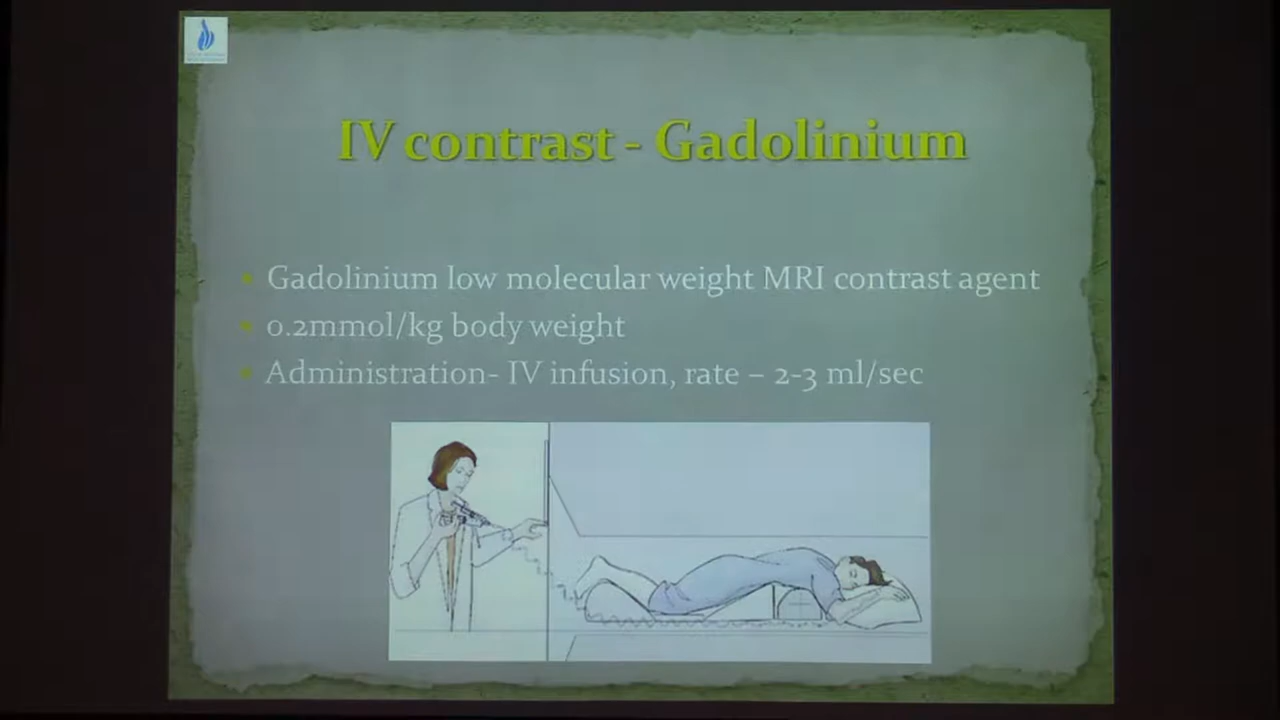 IV contrast - Gadolinium
Gadolinium low molecular weight MRI contrast agent
0.2mmol/kg body weight
Administration- IV infusion, rate – 2-3 ml/sec